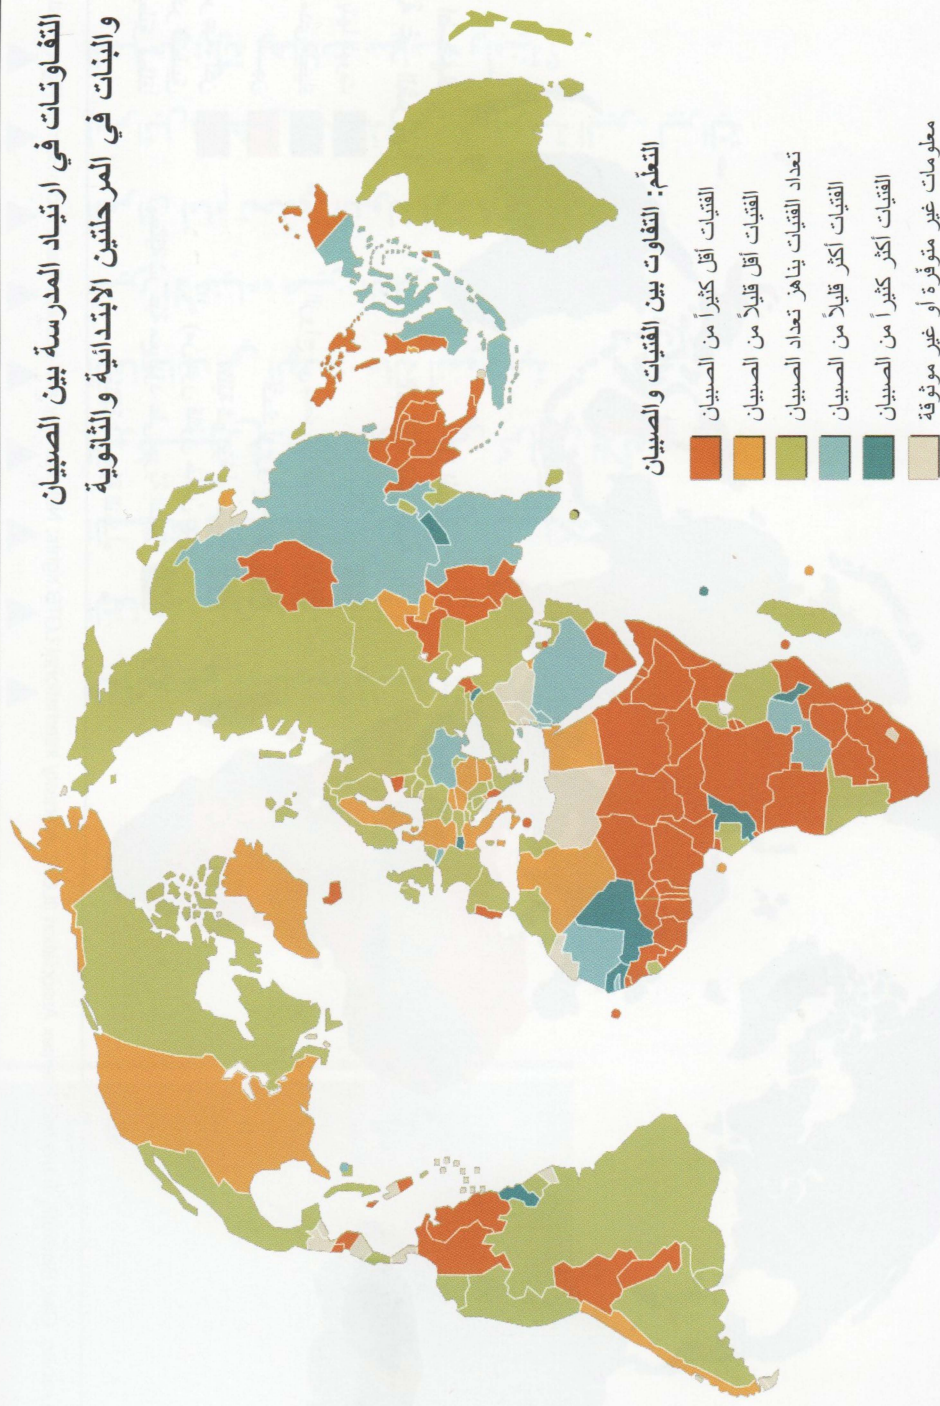 التفاوتات في ارتياد المدرسة بين الصبيان
والبنات في المرحلتين الابتدائية والثانوية
التعلّم: التفاوت بين الفتيات والصبيان
الفتيات أقل كثيراً من الصبيان
الفتيات أقل قليلاً من الصبيان
تعداد الفتيات يناهز تعداد الصبيان
الفتيات أكثر قليلاً من الصبيان
الفتيات أكثر كثيراً من الصبيان
معلومات غير متوفّرة أو غير موثوقة